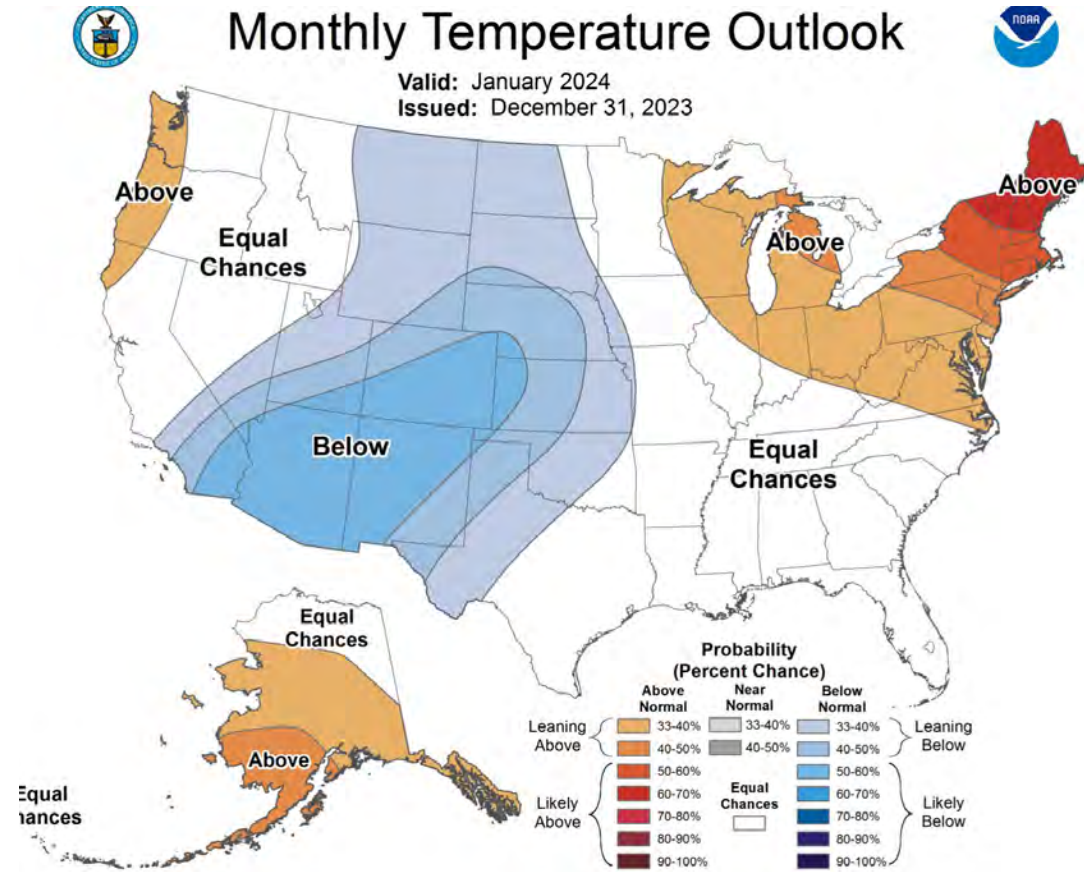 Monthly Temperature Outlook
NOAA
Valid: January 2024
Issued: December 31, 2023
Above
Equal
Chances
Above
Above
Below
Equal
Chances
Equal
Chances
Above
Equal
hances
Probability
(Percent Chance)
Above Normal
Near Normal
Below Normal
Leaning Above
33-40%
33-40%
33-40%
Leaning Below
40-50%
40-50%
40-50%
Likely Above
50-60%
50-60%
Likely Below
60-70%
Equal Chances
60-70%
70-80%
70-80%
80-90%
80-90%
90-100%
90-100%